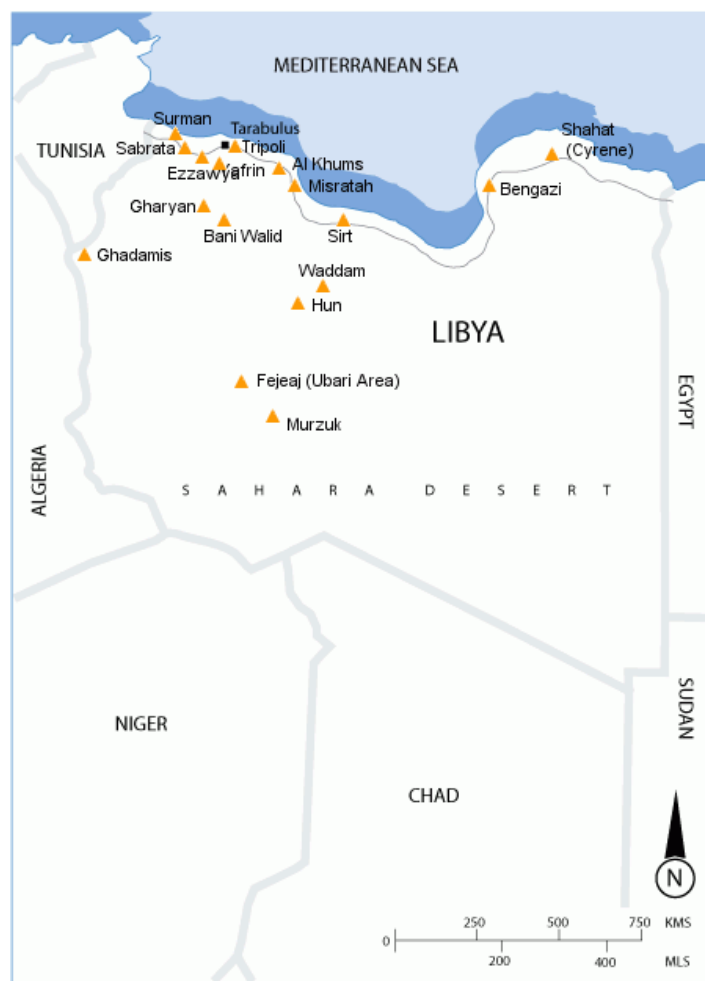 MEDITERRANEAN SEA
Surman
Tarabulus
Shahat
(Cyrene)
TUNISIA
Sabrata
Tripoli
Ezzawya
Yafrin
Al Khums
Misratah
Bengazi
Gharyan
Bani Walid
Sirt
Ghadamis
Waddam
Hun
LIBYA
Fejeaj (Ubari Area)
EGYPT
Murzuk
ALGERIA
SAHARA DESERT
SUDAN
NIGER
CHAD
N
250 500 750 KMS
0
200 400 MLS